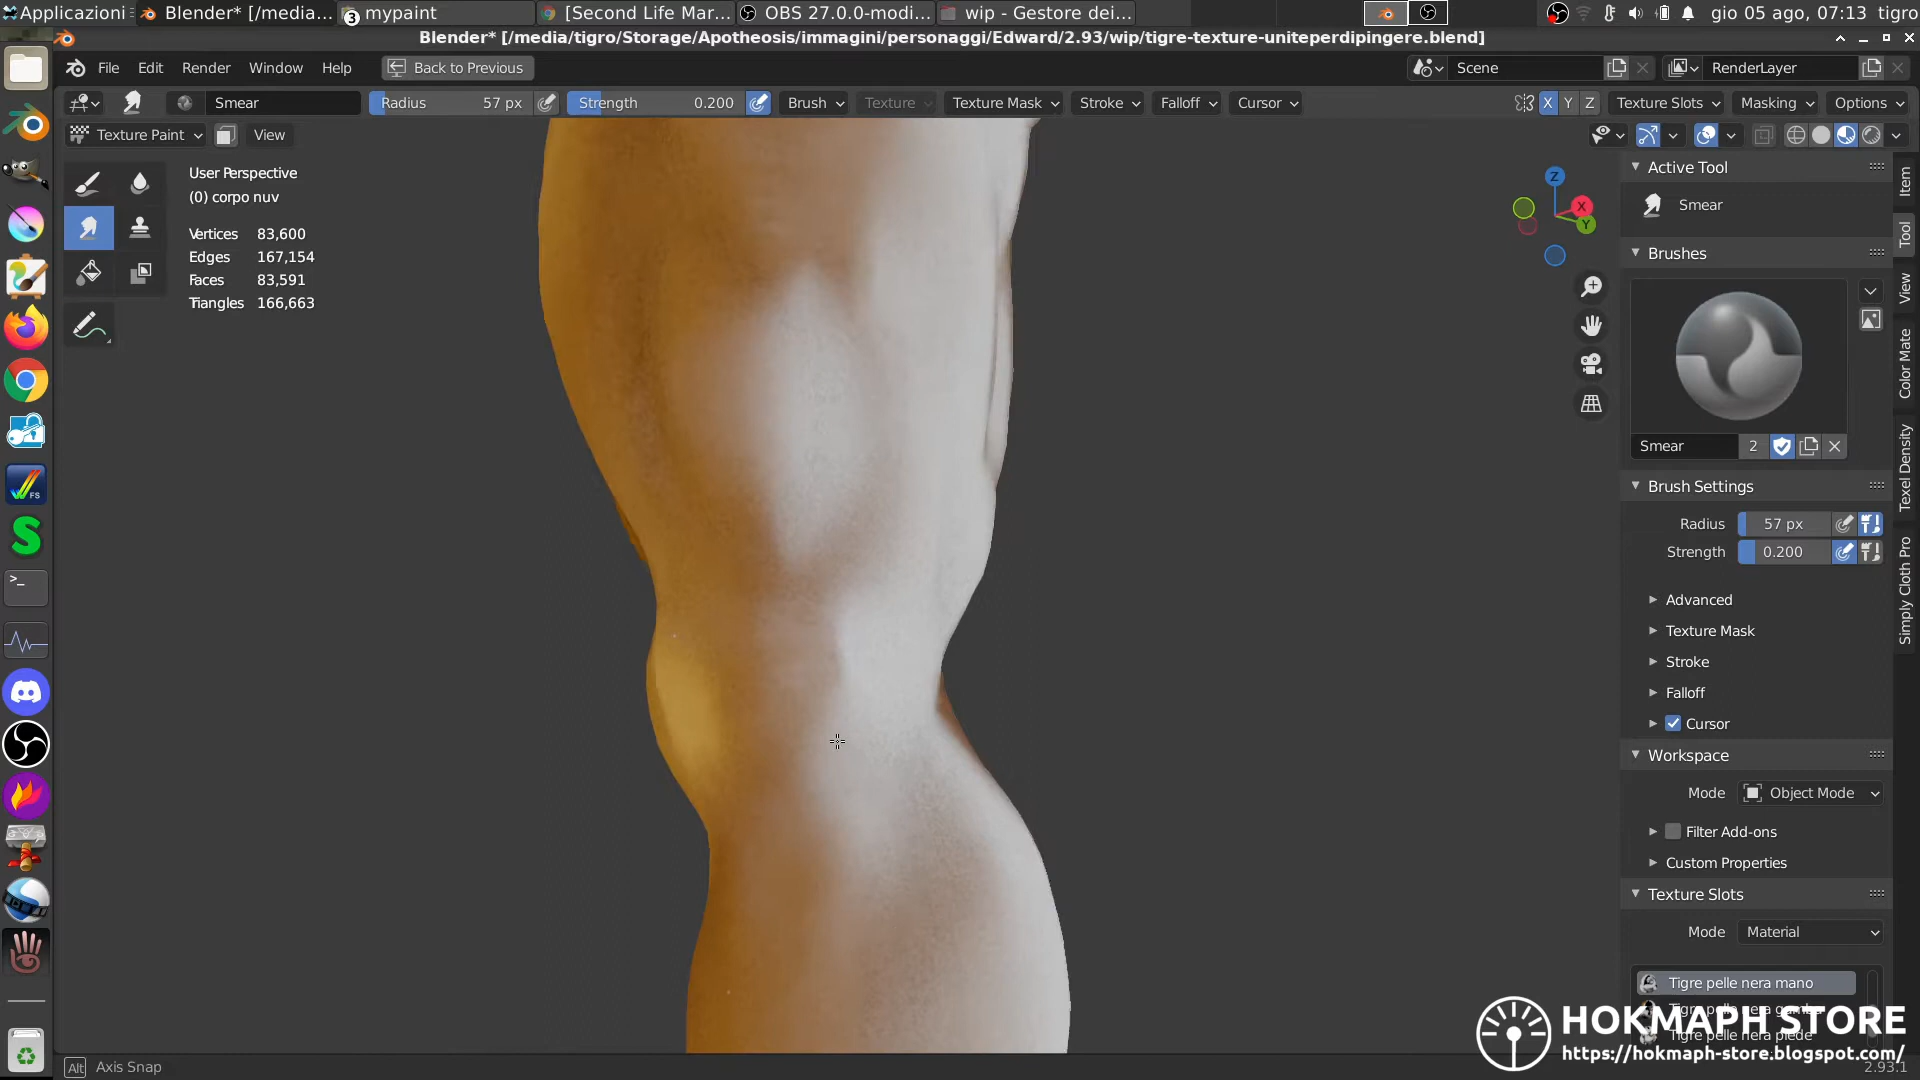 Applicazioni
Blender* [/media...
3 mypaint
[Second Life Mar...
OBS 27.0.0-modi...
wip - Gestore dei...
gio 05 ago, 07:13 tigro
Blender* [/media/tigro/Storage/Apotheosis/immagini/personaggi/Edward/2.93/wip/tigre-texture-uniteperdipingere.blend]
File Edit Render Window Help Back to Previous
Scene
RenderLayer
Smear
Radius 57 px
Strength 0.200
Brush
Texture
Texture Mask
Stroke
Falloff
Cursor
X Y Z
Texture Slots
Masking
Options
Texture Paint
View
User Perspective
(0) corpo nuv
Vertices 83,600
Edges 167,154
Faces 83,591
Triangles 166,663
Z
X
Y
Active Tool
Smear
Brushes
Smear 2
Brush Settings
Radius 57 px
Strength 0.200
Advanced
Texture Mask
Stroke
Falloff
Cursor
Workspace
Mode Object Mode
Filter Add-ons
Custom Properties
Texture Slots
Mode Material
Tigre pelle nera mano
Tigre pelle nera gamba
Tigre pelle nera piede
Item
Tool
View
Color Mate
Texel Density
Simply Cloth Pro
FS
S
>_
HOKMAPH STORE
https://hokmaph-store.blogspot.com/
Alt Axis Snap
2.93.1